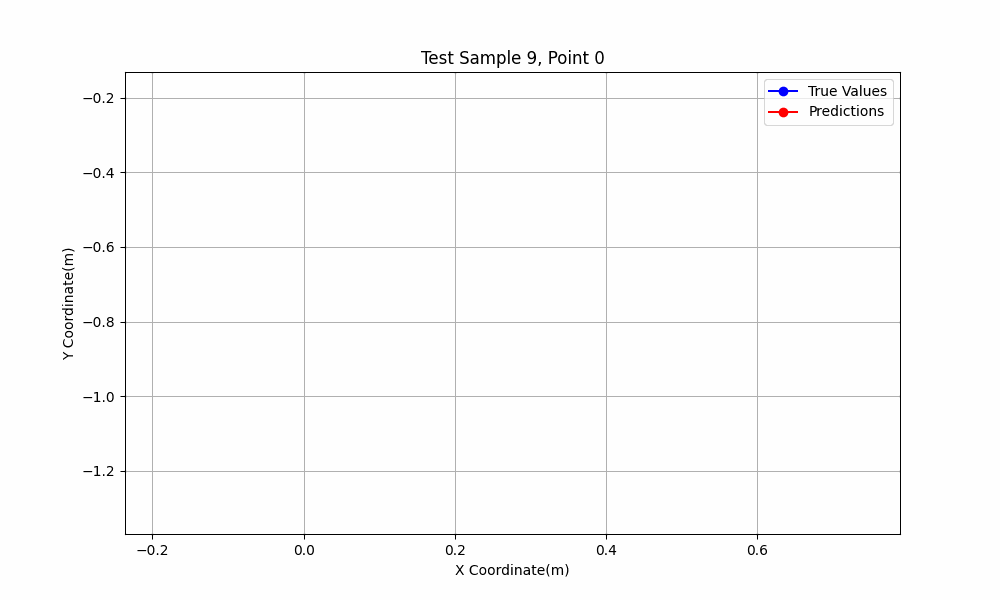 Test Sample 9, Point 0
True Values
Predictions
−0.2
−0.4
−0.6
−0.8
−1.0
−1.2
Y Coordinate(m)
−0.2 0.0 0.2 0.4 0.6
X Coordinate(m)